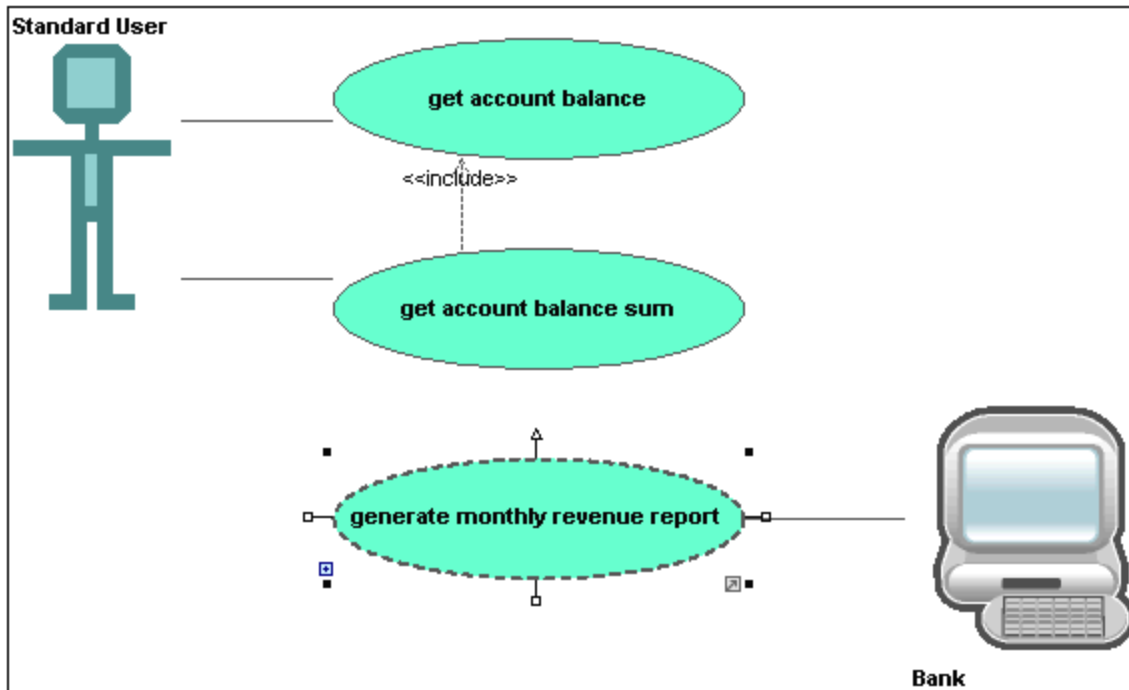 Standard User
get account balance
<<include>>
get account balance sum
generate monthly revenue report
Bank